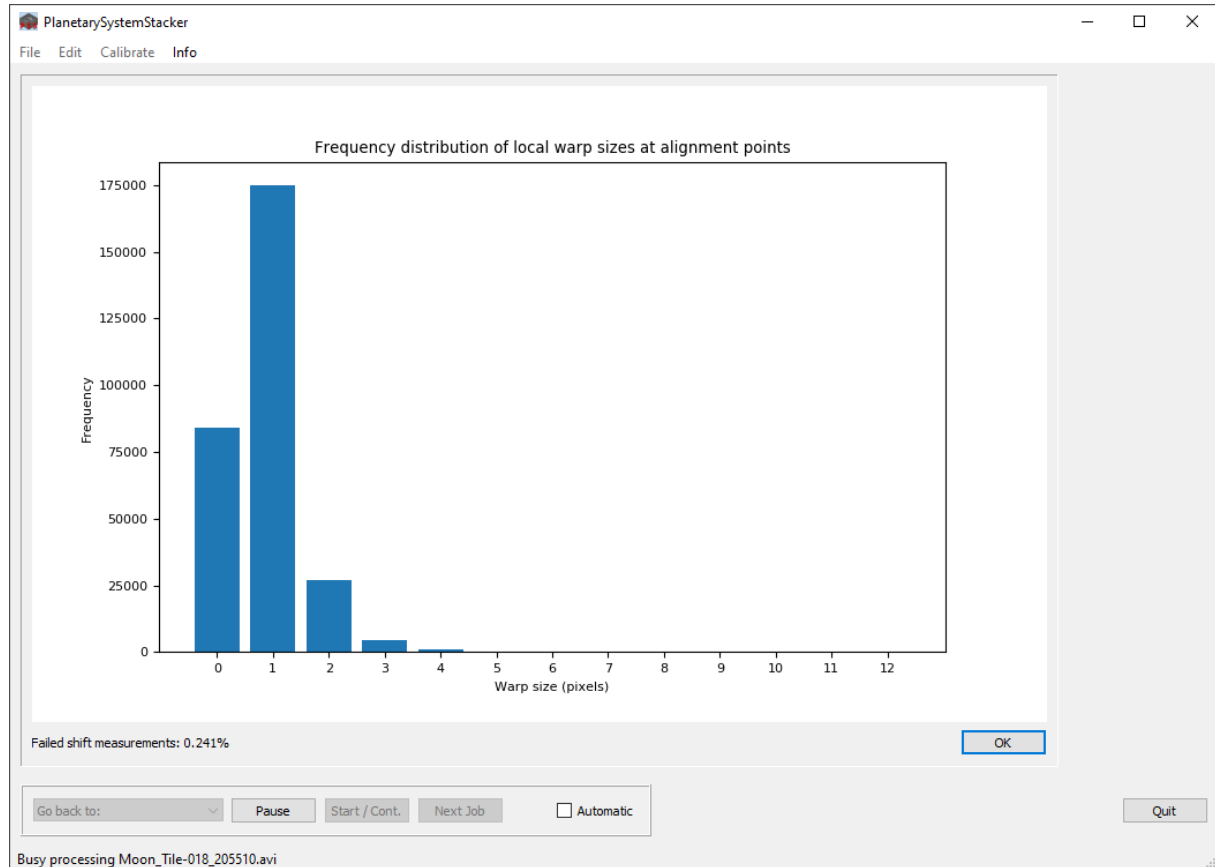 PlanetarySystemStacker
File Edit Calibrate Info
Frequency distribution of local warp sizes at alignment points
175000
150000
125000
100000
75000
50000
25000
0
Frequency
0 1 2 3 4 5 6 7 8 9 10 11 12
Warp size (pixels)
Failed shift measurements: 0.241% OK
Go back to: Pause Start / Cont. Next Job Automatic Quit
Busy processing Moon_Tile-018_205510.avi